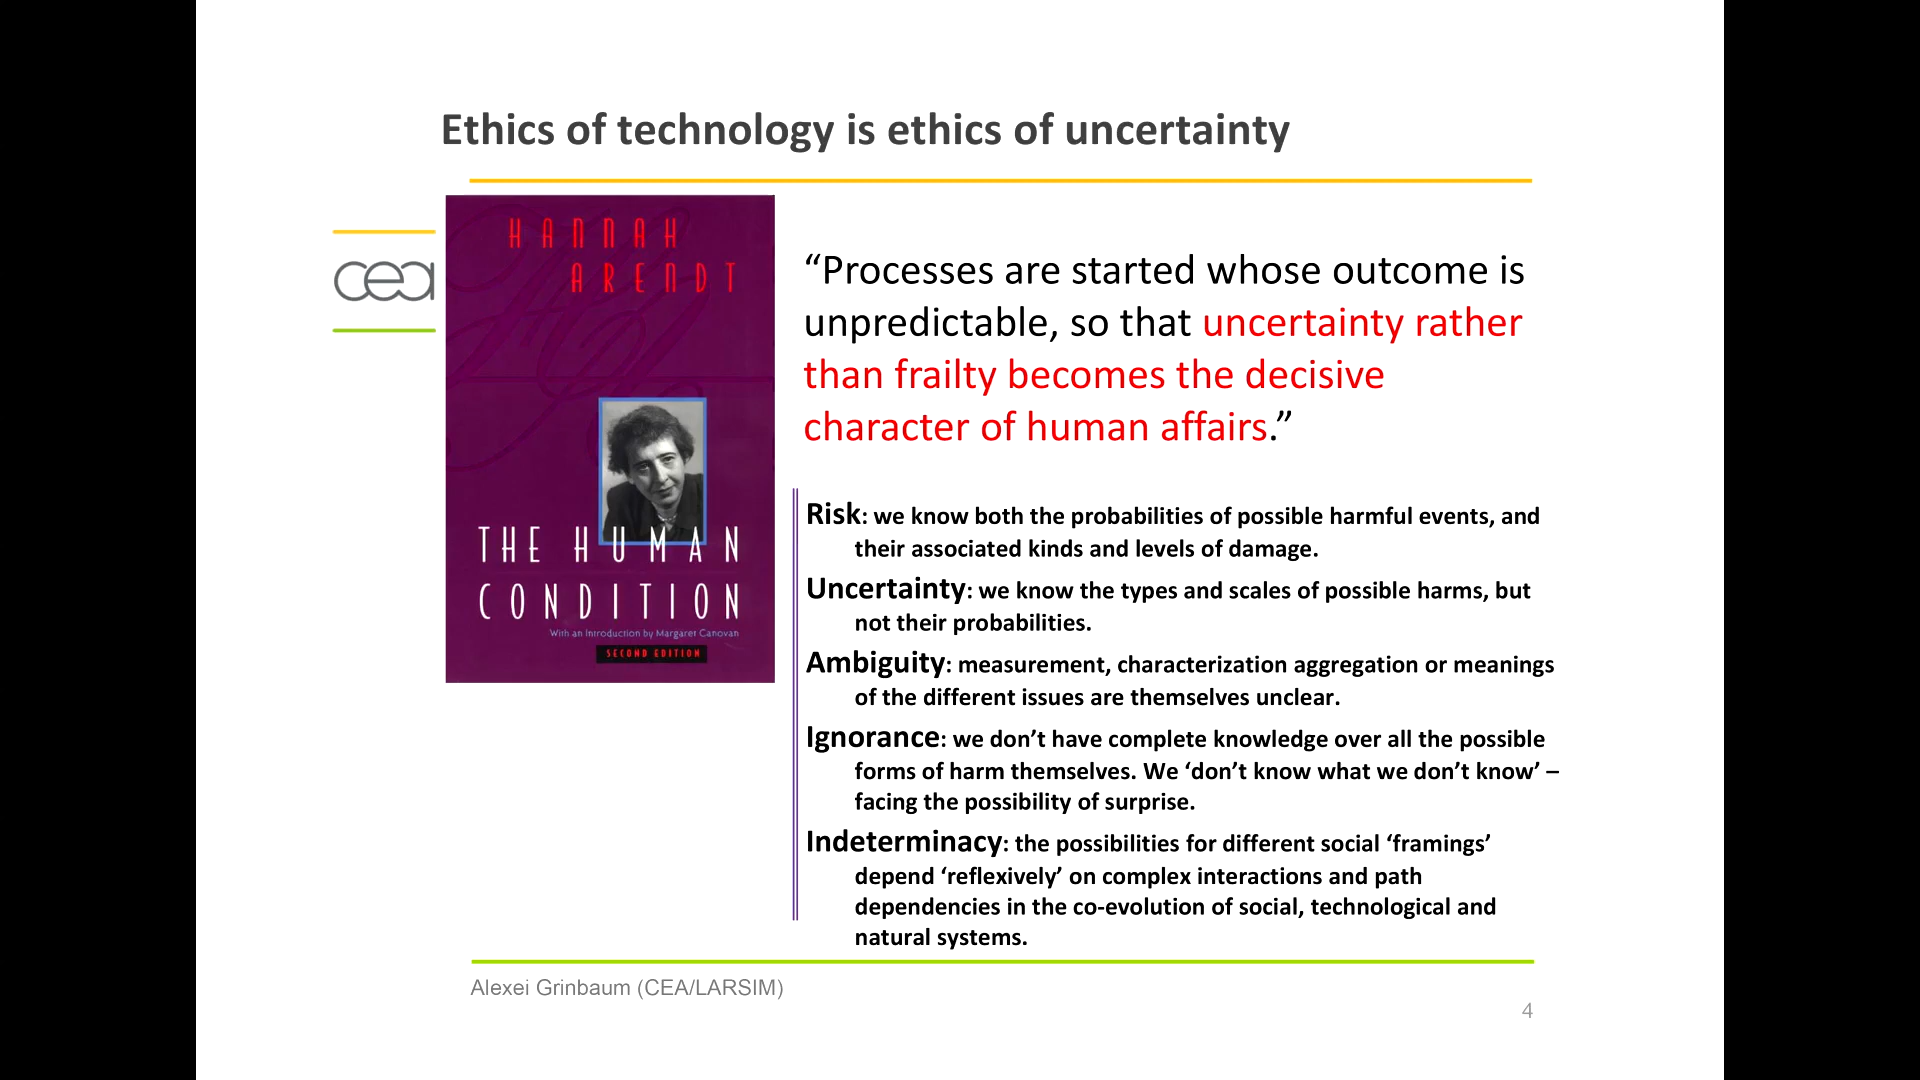 Ethics of technology is ethics of uncertainty
HANNAH
ARENDT
THE HUMAN
CONDITION
With an Introduction by Margaret Canovan
SECOND EDITION
cea
“Processes are started whose outcome is
unpredictable, so that uncertainty rather
than frailty becomes the decisive
character of human affairs.”
Risk: we know both the probabilities of possible harmful events, and
their associated kinds and levels of damage.
Uncertainty: we know the types and scales of possible harms, but
not their probabilities.
Ambiguity: measurement, characterization aggregation or meanings
of the different issues are themselves unclear.
Ignorance: we don’t have complete knowledge over all the possible
forms of harm themselves. We ‘don’t know what we don’t know’ –
facing the possibility of surprise.
Indeterminacy: the possibilities for different social ‘framings’
depend ‘reflexively’ on complex interactions and path
dependencies in the co-evolution of social, technological and
natural systems.
Alexei Grinbaum (CEA/LARSIM)
4